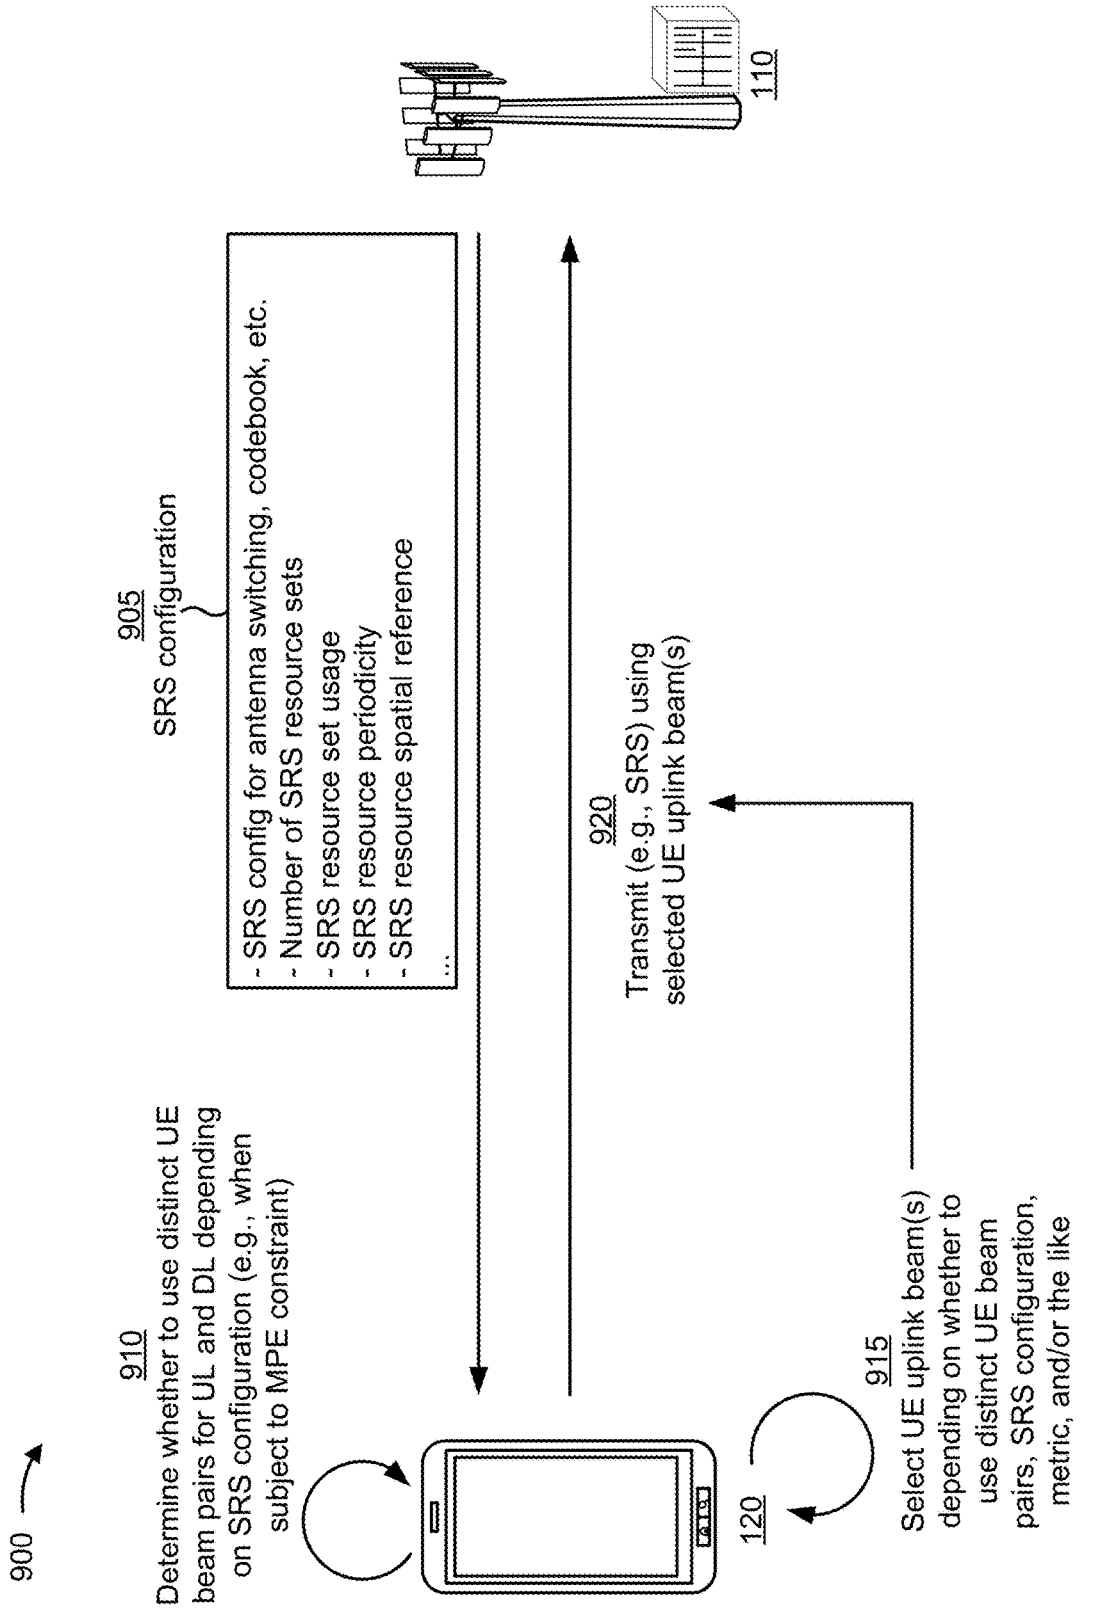 900
910
Determine whether to use distinct UE
beam pairs for UL and DL depending
on SRS configuration (e.g., when
subject to MPE constraint)
905
SRS configuration
- SRS config for antenna switching, codebook, etc.
- Number of SRS resource sets
- SRS resource set usage
- SRS resource periodicity
- SRS resource spatial reference
...
110
920
Transmit (e.g., SRS) using
selected UE uplink beam(s)
120
915
Select UE uplink beam(s)
depending on whether to
use distinct UE beam
pairs, SRS configuration,
metric, and/or the like